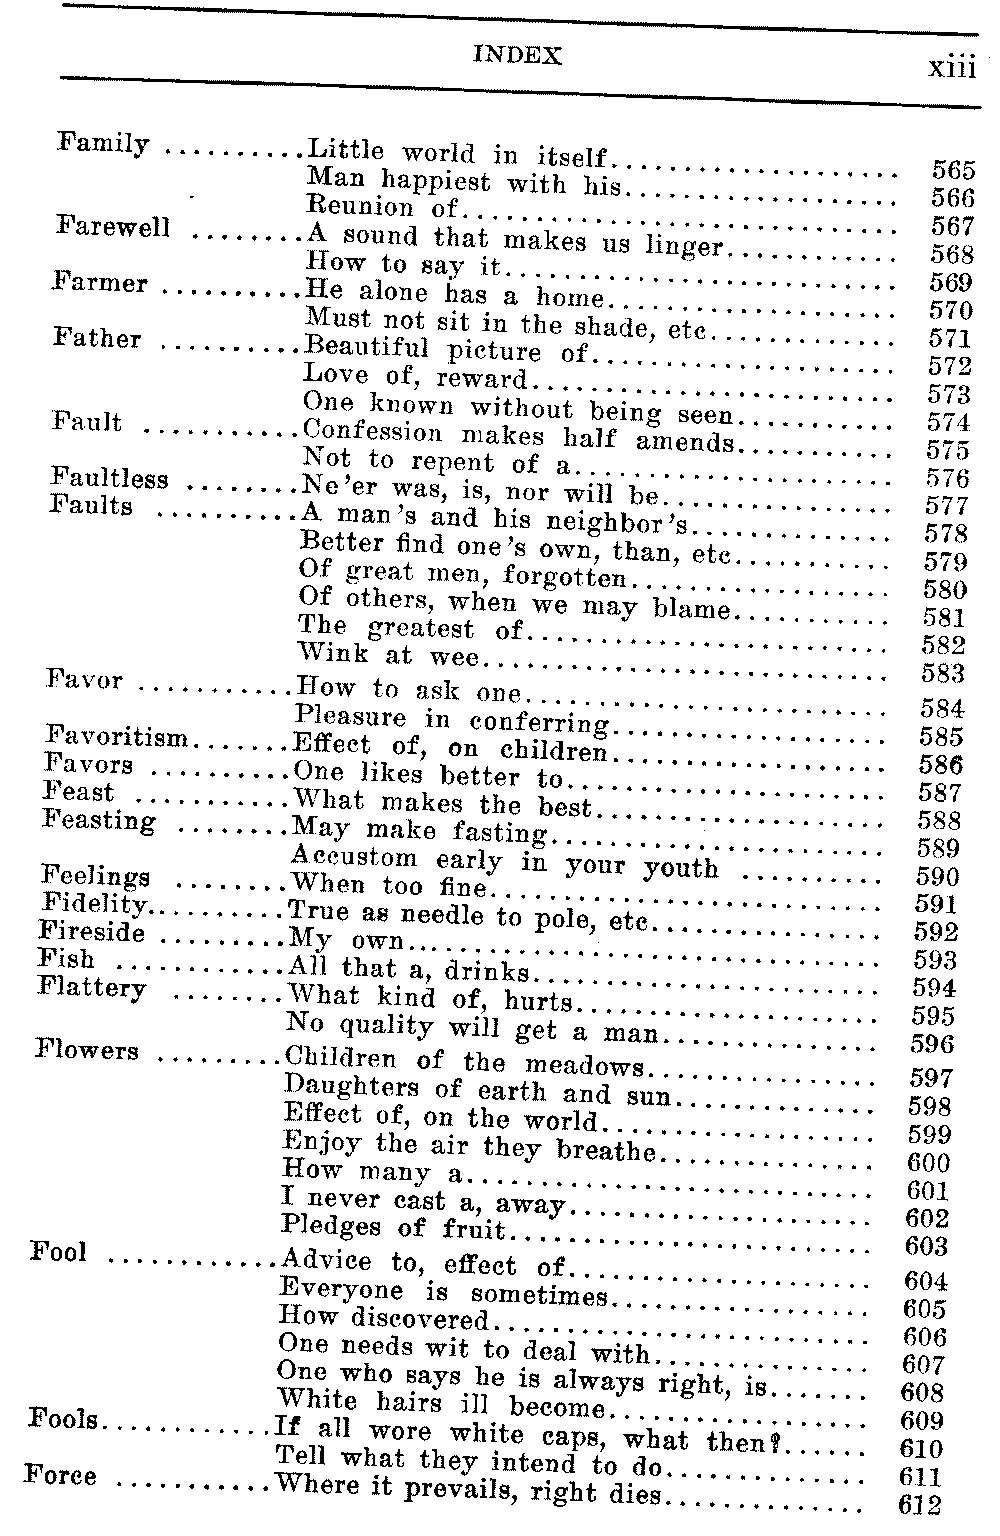 INDEX xiii
Family ..........Little world in itself.................... 565
Man happiest with his................... 566
Reunion of.............................. 567
Farewell ........A sound that makes us linger............ 568
How to say it........................... 569
Farmer ..........He alone has a home.................... 570
Must not sit in the shade, etc............. 571
Father ..........Beautiful picture of..................... 572
Love of, reward......................... 573
One known without being seen........... 574
Fault ...........Confession makes half amends........... 575
Not to repent of a...................... 576
Faultless ........Ne'er was, is, nor will be................ 577
Faults ..........A man's and his neighbor's.............. 578
Better find one's own, than, etc........... 579
Of great men, forgotten.................. 580
Of others, when we may blame........... 581
The greatest of......................... 582
Wink at wee............................ 583
Favor ...........How to ask one......................... 584
Pleasure in conferring................... 585
Favoritism.......Effect of, on children................... 586
Favors ..........One likes better to...................... 587
Feast ...........What makes the best.................... 588
Feasting ........May make fasting....................... 589
Accustom early in your youth .......... 590
Feelings ........When too fine........................... 591
Fidelity..........True as needle to pole, etc................ 592
Fireside .........My own................................ 593
Fish ............All that a, drinks........................ 594
Flattery ........What kind of, hurts..................... 595
No quality will get a man............... 596
Flowers .........Children of the meadows................ 597
Daughters of earth and sun.............. 598
Effect of, on the world................... 599
Enjoy the air they breathe............... 600
How many a............................ 601
I never cast a, away..................... 602
Pledges of fruit......................... 603
Fool ............Advice to, effect of..................... 604
Everyone is sometimes.................. 605
How discovered......................... 606
One needs wit to deal with............... 607
One who says he is always right, is....... 608
White hairs ill become................... 609
Fools............If all wore white caps, what then?...... 610
Tell what they intend to do.............. 611
Force ...........Where it prevails, right dies.............. 612